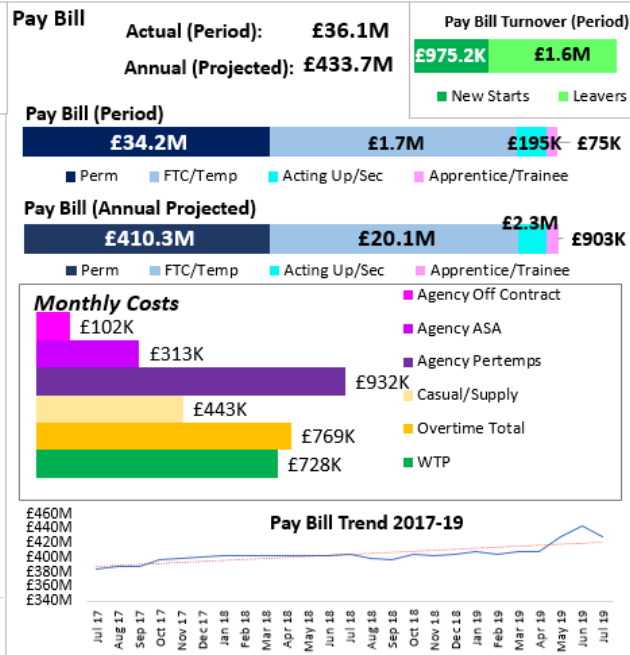 Pay Bill
Actual (Period): £36.1M
Annual (Projected): £433.7M
Pay Bill Turnover (Period)
£975.2K £1.6M
New Starts Leavers
Pay Bill (Period)
£34.2M £1.7M £195K £75K
Perm FTC/Temp Acting Up/Sec Apprentice/Trainee
Pay Bill (Annual Projected)
£410.3M £20.1M £2.3M £903K
Perm FTC/Temp Acting Up/Sec Apprentice/Trainee
Monthly Costs
£102K
£313K
£932K
£443K
£769K
£728K
Agency Off Contract
Agency ASA
Agency Pertemps
Casual/Supply
Overtime Total
WTP
Pay Bill Trend 2017-19
£460M
£440M
£420M
£400M
£380M
£360M
£340M
Jul 17
Aug 17
Sep 17
Oct 17
Nov 17
Dec 17
Jan 18
Feb 18
Mar 18
Apr 18
May 18
Jun 18
Jul 18
Aug 18
Sep 18
Oct 18
Nov 18
Dec 18
Jan 19
Feb 19
Mar 19
Apr 19
May 19
Jun 19
Jul 19